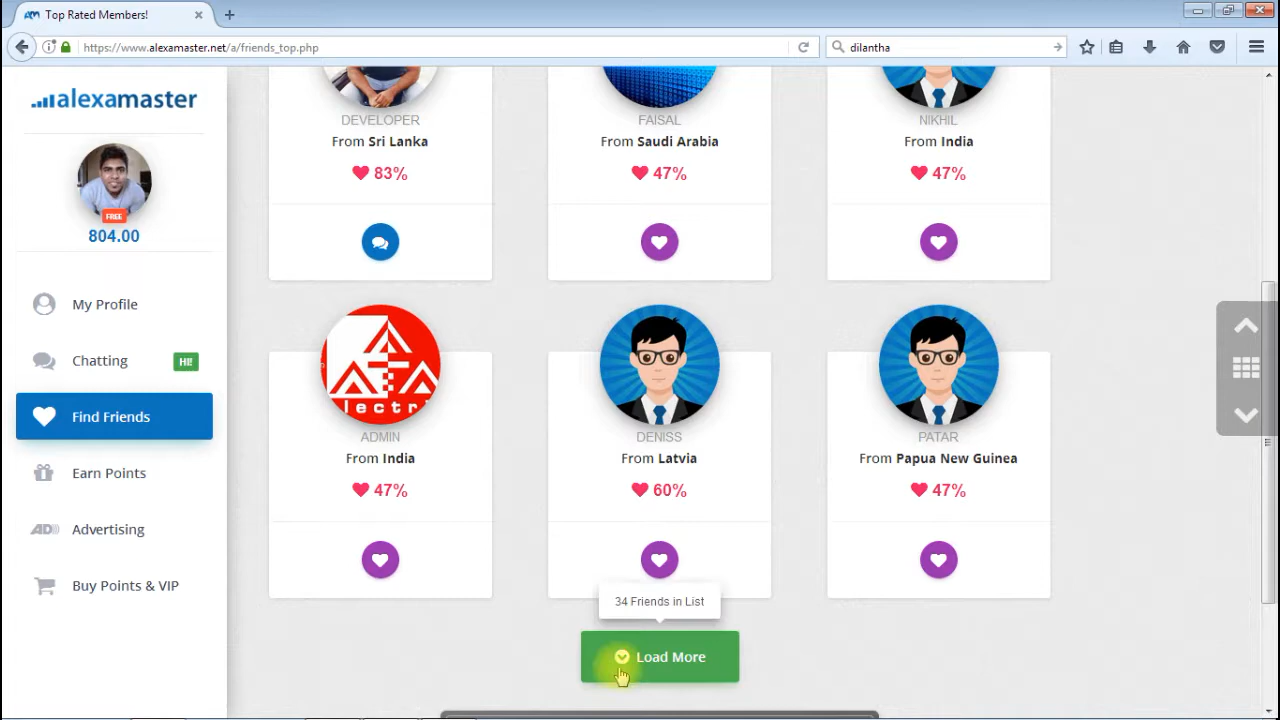 Top Rated Members!
https://www.alexamaster.net/a/friends_top.php
dilantha
alexamaster
FREE
804.00
My Profile
Chatting
HI!
Find Friends
Earn Points
AD
Advertising
Buy Points & VIP
DEVELOPER
From Sri Lanka
83%
FAISAL
From Saudi Arabia
47%
NIKHIL
From India
47%
lectri
ADMIN
From India
47%
DENISS
From Latvia
60%
PATAR
From Papua New Guinea
47%
34 Friends in List
Load More